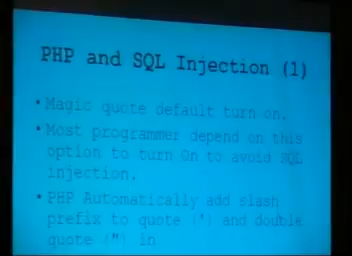 PHP and SQL Injection (1)
• Magic quote default turn on.
• Most programmer depend on this
option to turn On to avoid SQL
injection.
• PHP Automatically add slash
prefix to quote (') and double
quote (") in